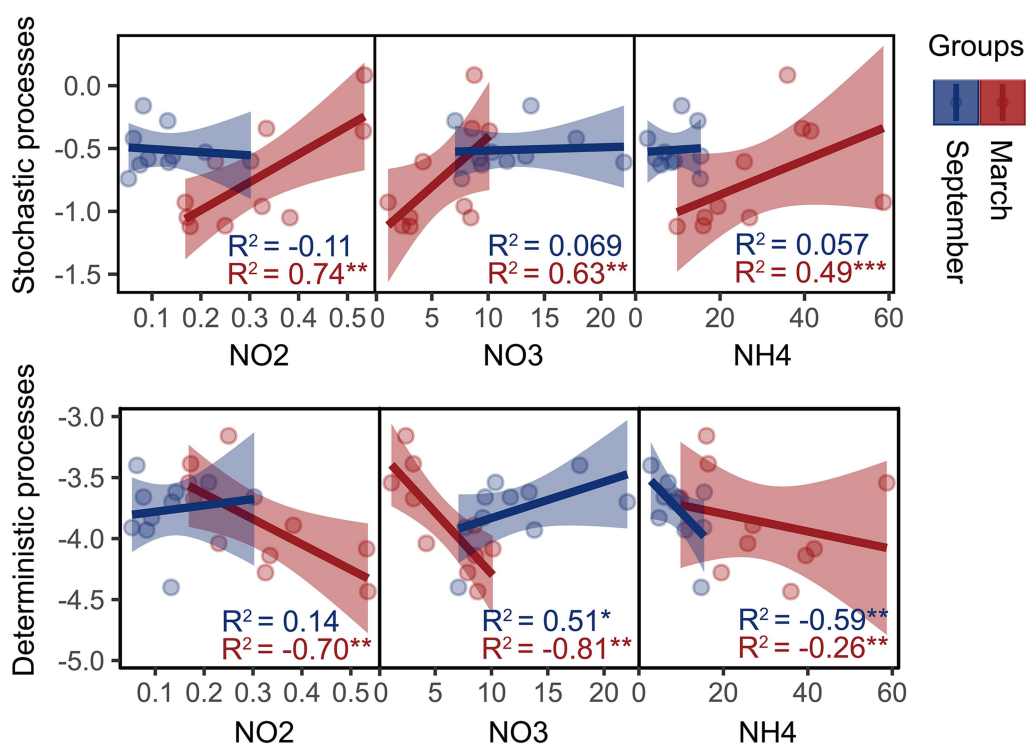 Stochastic processes
0.0
-0.5
-1.0
-1.5
R² = -0.11
R² = 0.74**
R² = 0.069
R² = 0.63**
R² = 0.057
R² = 0.49***
0.1 0.2 0.3 0.4 0.5 0 5 10 15 20 0 20 40 60
NO2 NO3 NH4
Groups
September
March
Deterministic processes
-3.0
-3.5
-4.0
-4.5
-5.0
R² = 0.14
R² = -0.70**
R² = 0.51*
R² = -0.81**
R² = -0.59**
R² = -0.26**
0.1 0.2 0.3 0.4 0.5 0 5 10 15 20 0 20 40 60
NO2 NO3 NH4